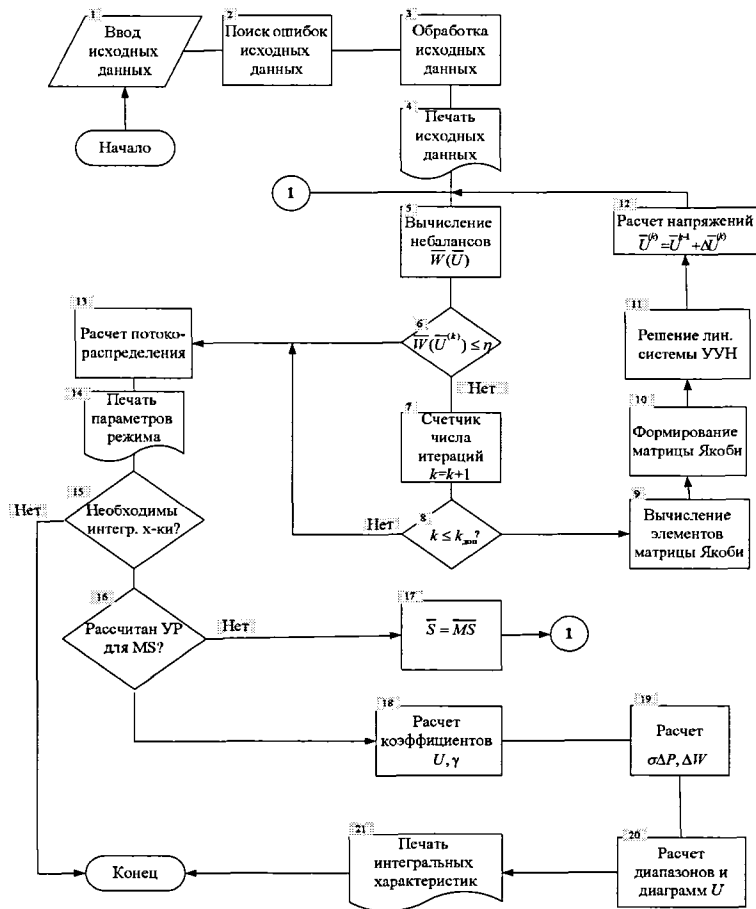 1
Ввод
исходных
данных
2
Поиск ошибок
исходных
данных
3
Обработка
исходных
данных
Начало
4
Печать
исходных
данных
1
5
Вычисление
небалансов
W̅(U̅)
6
W̅(U̅⁽ᵏ⁾) ≤ η
Нет
7
Счетчик
числа
итераций
k=k+1
8
k ≤ kдоп?
Нет
9
Вычисление
элементов
матрицы Якоби
10
Формирование
матрицы Якоби
11
Решение лин.
системы УУН
12
Расчет напряжений
U̅⁽ᵏ⁾=U̅ᵏ⁻¹+ΔU̅⁽ᵏ⁾
13
Расчет потоко-
распределения
14
Печать
параметров
режима
15
Необходимы
интегр. х-ки?
Нет
16
Рассчитан УР
для MS?
Нет
17
S̅ = M̅S̅
1
18
Расчет
коэффициентов
U, γ
19
Расчет
σΔP, ΔW
20
Расчет
диапазонов и
диаграмм U
21
Печать
интегральных
характеристик
Конец